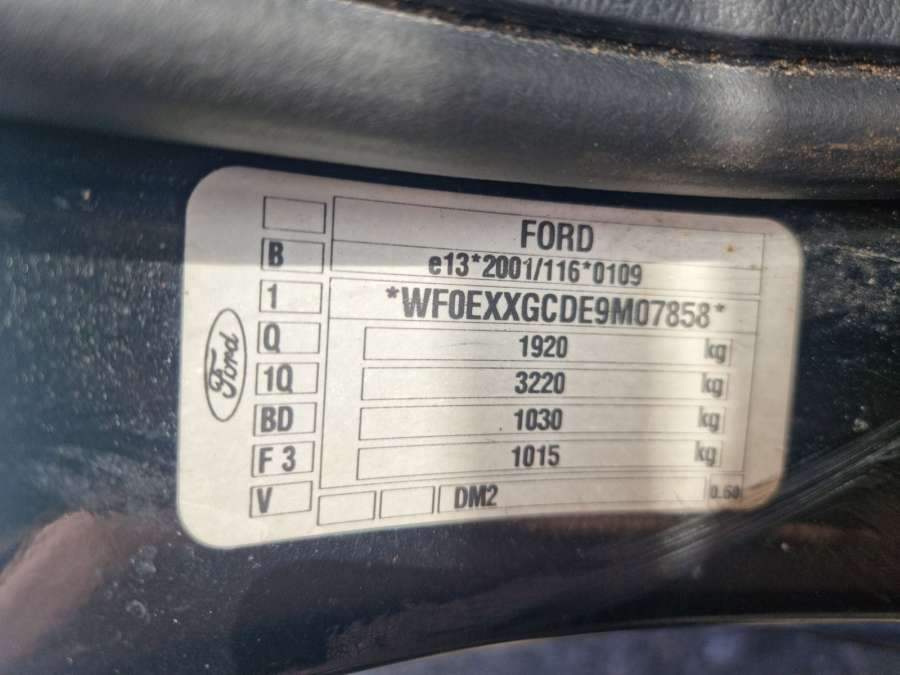 FORD
B e13*2001/116*0109
1 *WF0EXXGCDE9M07858*
Q 1920 kg
1Q 3220 kg
BD 1030 kg
F 3 1015 kg
V DM2 0.60
Ford